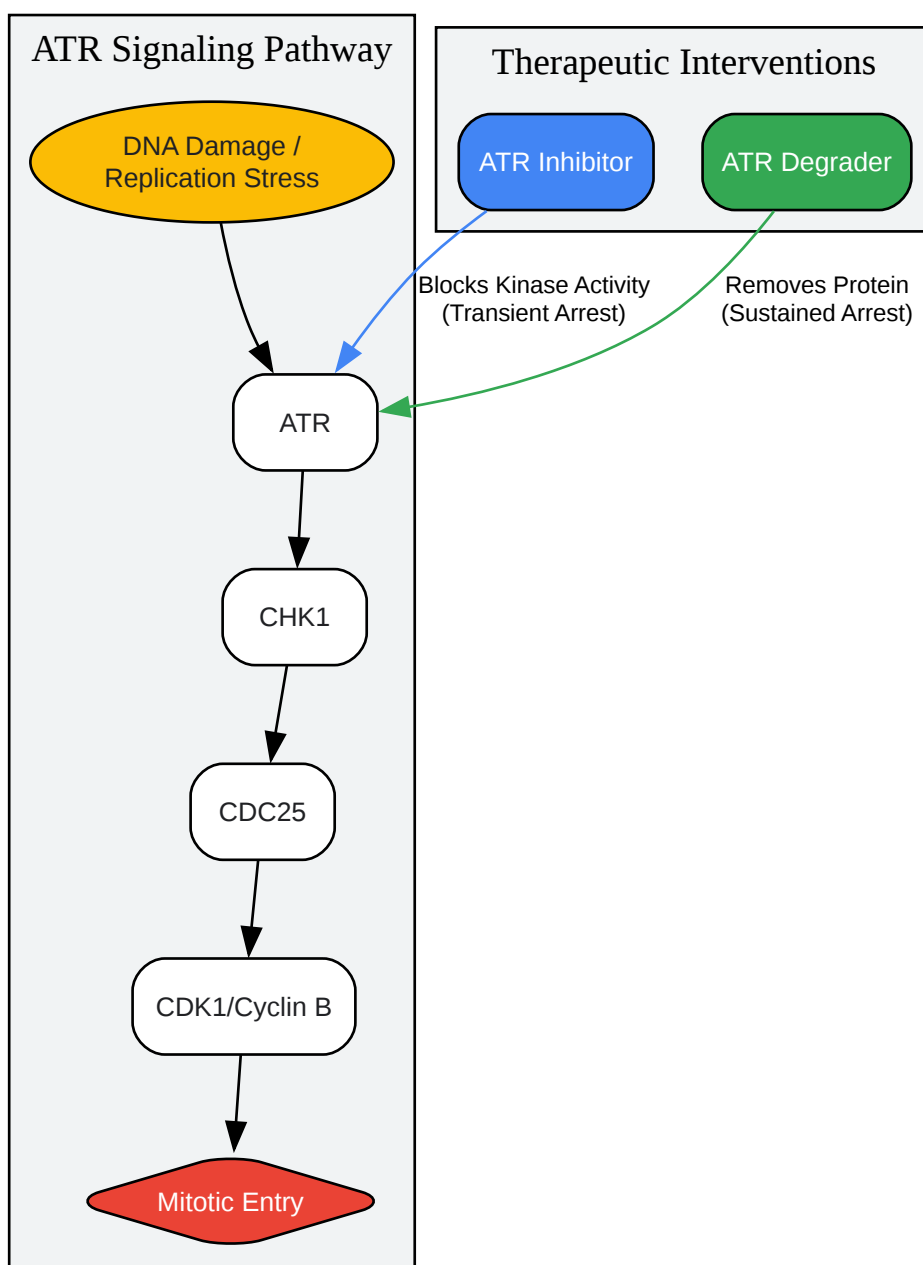 ATR Signaling Pathway
DNA Damage /
Replication Stress
ATR
CHK1
CDC25
CDK1/Cyclin B
Mitotic Entry
Therapeutic Interventions
ATR Inhibitor
ATR Degrader
Blocks Kinase Activity
(Transient Arrest)
Removes Protein
(Sustained Arrest)